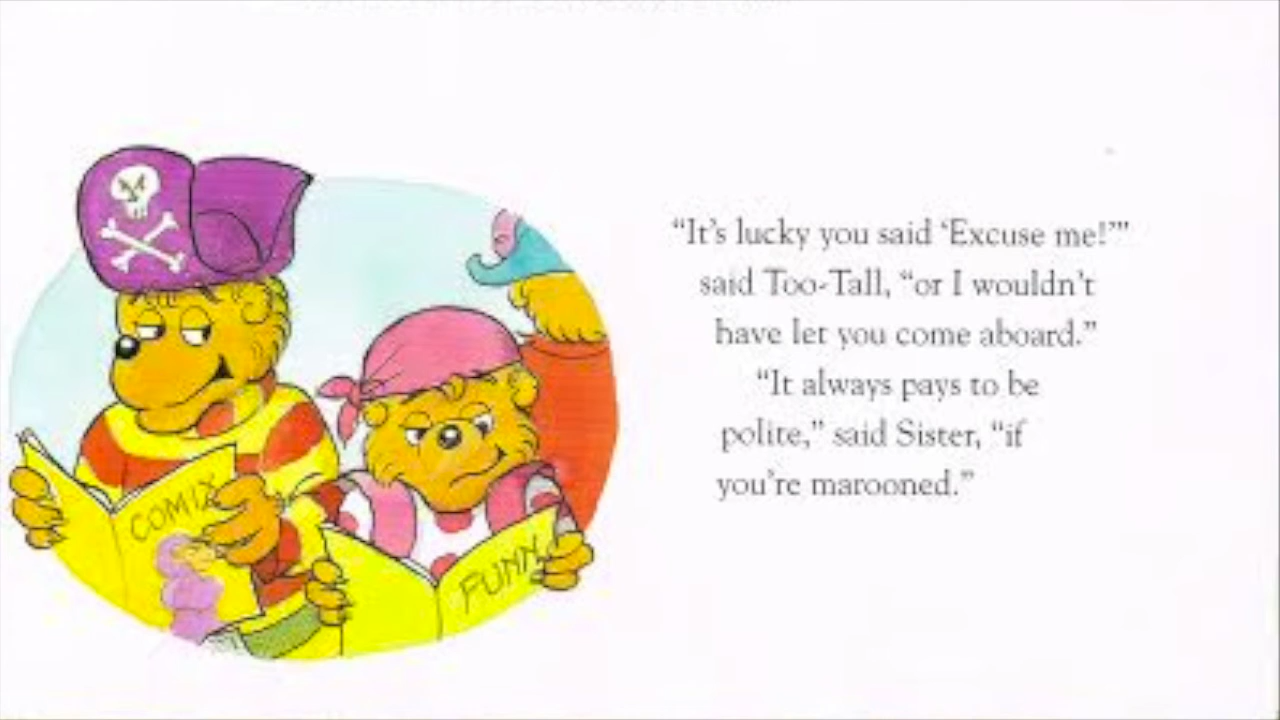 “It’s lucky you said ‘Excuse me!’”
said Too-Tall, “or I wouldn’t
have let you come aboard.”
“It always pays to be
polite,” said Sister, “if
you’re marooned.”
COMIX
FUNN